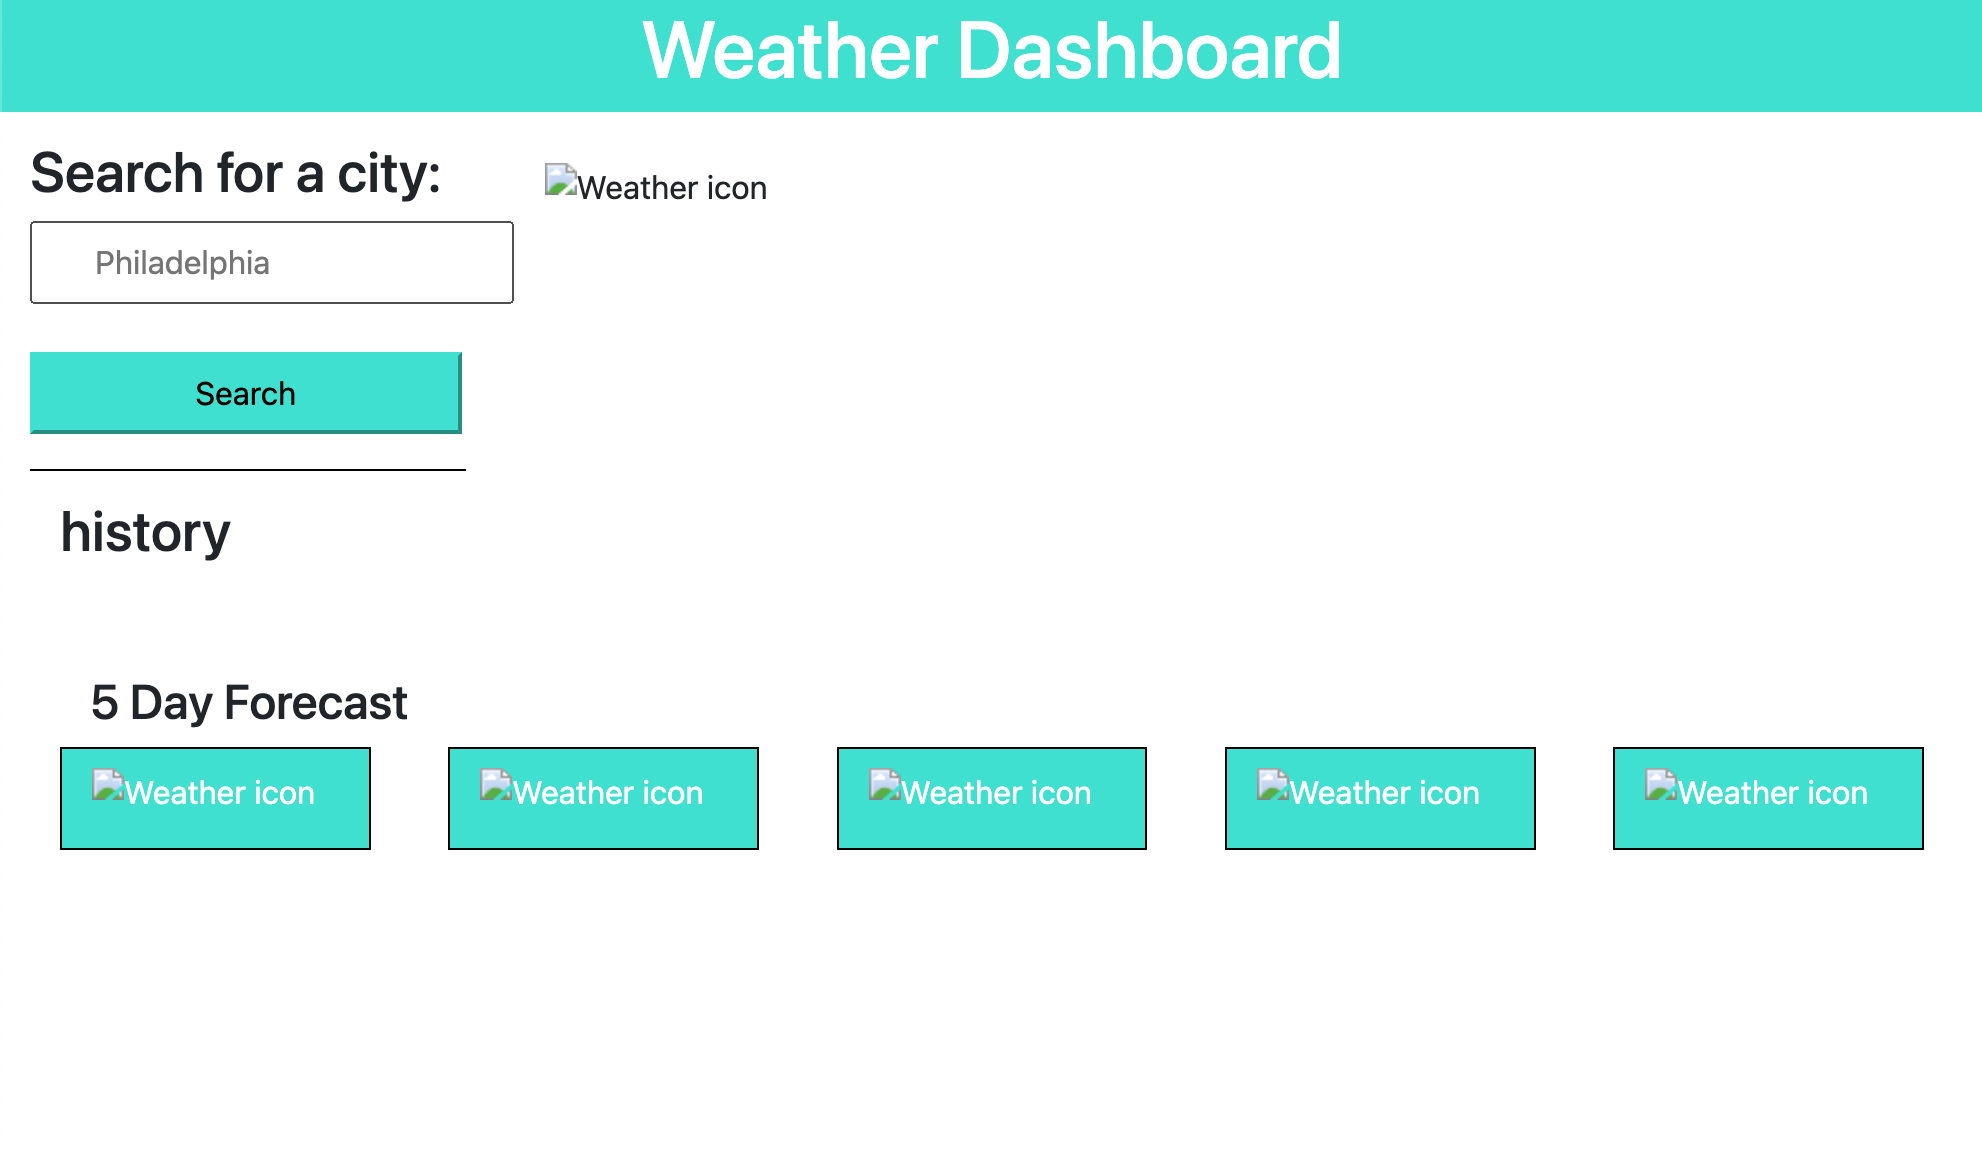 Weather Dashboard
Search for a city:
Weather icon
Philadelphia
Search
history
5 Day Forecast
Weather icon Weather icon Weather icon Weather icon Weather icon